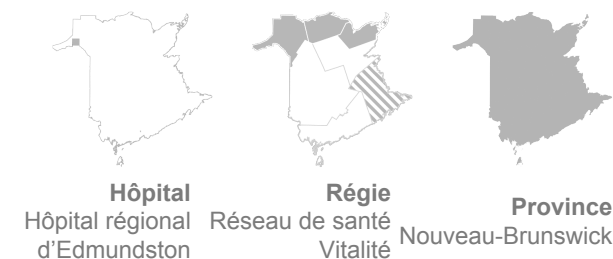 Hôpital
Hôpital régional
d'Edmundston
Régie
Réseau de santé
Vitalité
Province
Nouveau-Brunswick